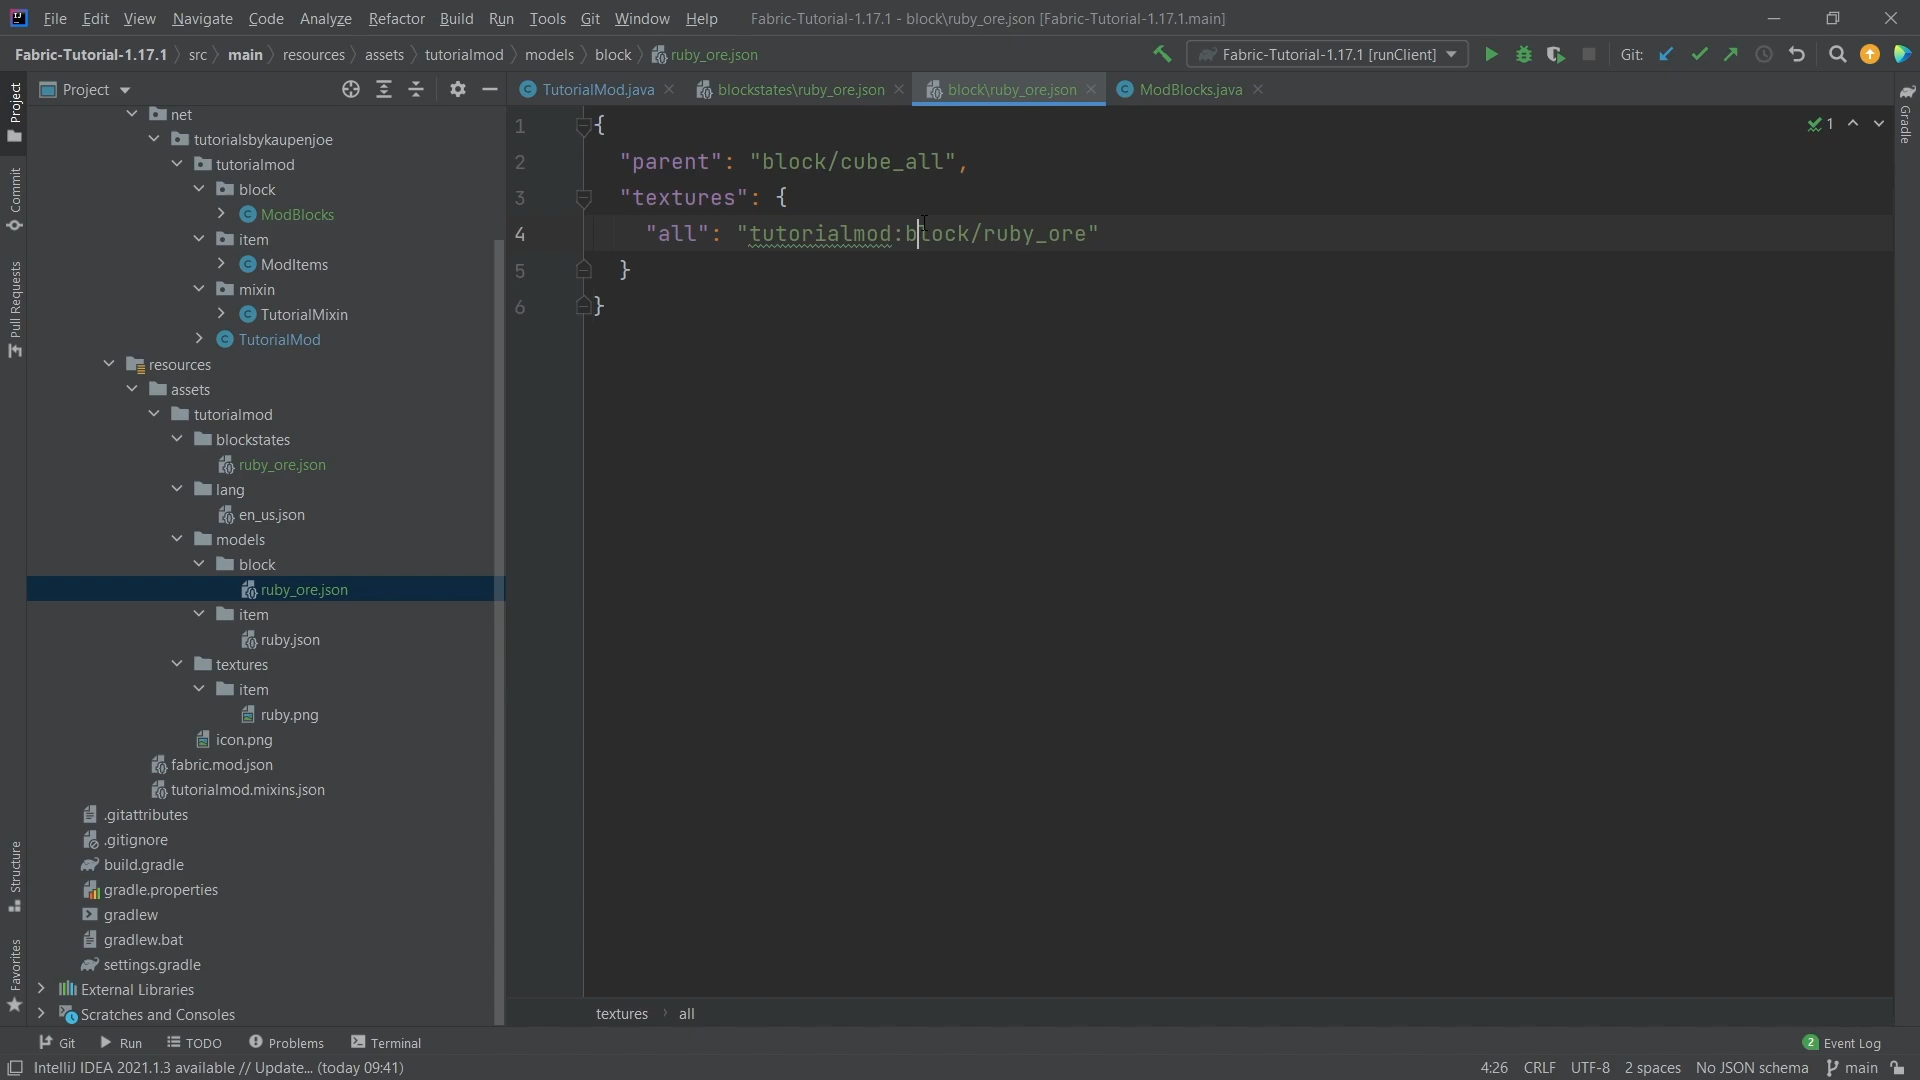 File Edit View Navigate Code Analyze Refactor Build Run Tools Git Window Help Fabric-Tutorial-1.17.1 - block\ruby_ore.json [Fabric-Tutorial-1.17.1.main]
Fabric-Tutorial-1.17.1 src main resources assets tutorialmod models block ruby_ore.json Fabric-Tutorial-1.17.1 [runClient] Git:
Project TutorialMod.java blockstates\ruby_ore.json block\ruby_ore.json ModBlocks.java
Project
Commit
Pull Requests
Structure
Favorites
Gradle
net
tutorialsbykaupenjoe
tutorialmod
block
ModBlocks
item
ModItems
mixin
TutorialMixin
TutorialMod
resources
assets
tutorialmod
blockstates
ruby_ore.json
lang
en_us.json
models
block
ruby_ore.json
item
ruby.json
textures
item
ruby.png
icon.png
fabric.mod.json
tutorialmod.mixins.json
.gitattributes
.gitignore
build.gradle
gradle.properties
gradlew
gradlew.bat
settings.gradle
External Libraries
Scratches and Consoles
1 {
2 "parent": "block/cube_all",
3 "textures": {
4 "all": "tutorialmod:block/ruby_ore"
5 }
6 }
1
textures all
Git Run TODO Problems Terminal 2 Event Log
IntelliJ IDEA 2021.1.3 available // Update... (today 09:41) 4:26 CRLF UTF-8 2 spaces No JSON schema main